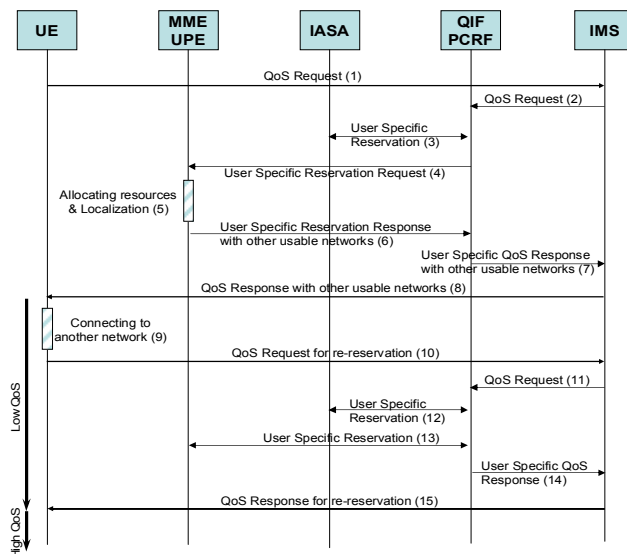 UE
MME
UPE
IASA
QIF
PCRF
IMS
QoS Request (1)
QoS Request (2)
User Specific
Reservation (3)
User Specific Reservation Request (4)
Allocating resources
& Localization (5)
User Specific Reservation Response
with other usable networks (6)
User Specific QoS Response
with other usable networks (7)
QoS Response with other usable networks (8)
Connecting to
another network (9)
QoS Request for re-reservation (10)
QoS Request (11)
User Specific
Reservation (12)
User Specific Reservation (13)
User Specific QoS
Response (14)
QoS Response for re-reservation (15)
Low QoS
High QoS